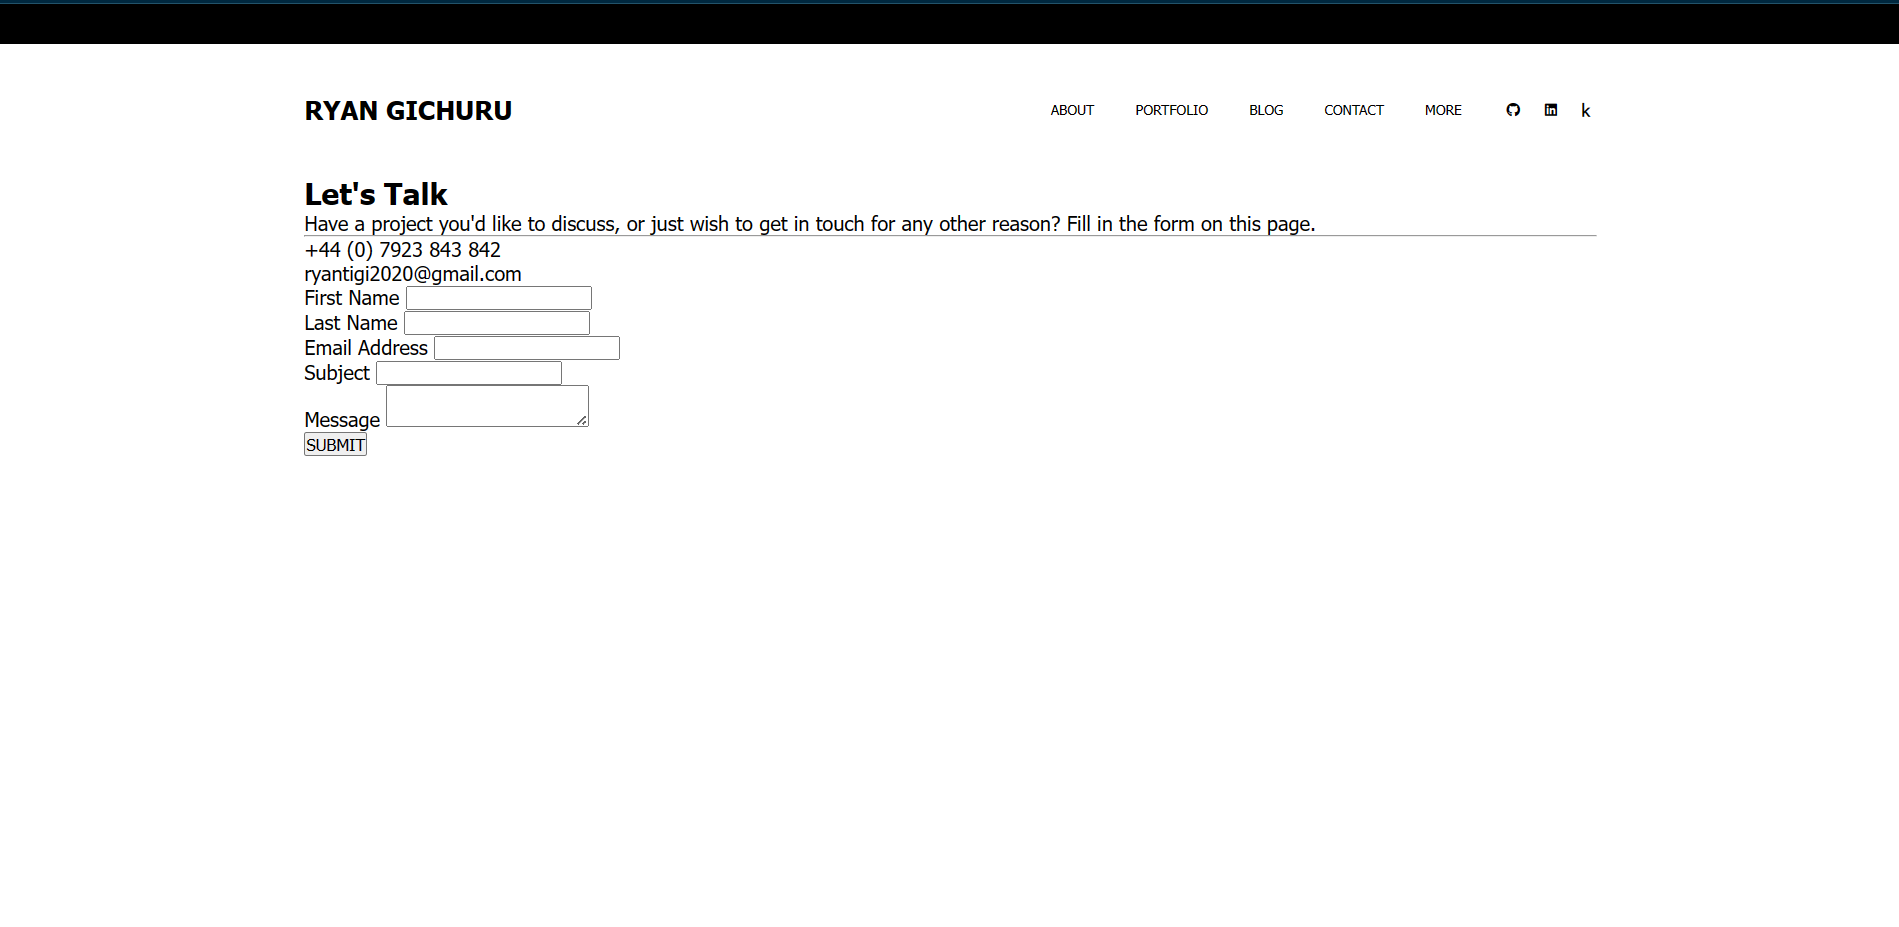 RYAN GICHURU
ABOUT PORTFOLIO BLOG CONTACT MORE k
Let's Talk
Have a project you'd like to discuss, or just wish to get in touch for any other reason? Fill in the form on this page.
+44 (0) 7923 843 842
ryantigi2020@gmail.com
First Name
Last Name
Email Address
Subject
Message
SUBMIT